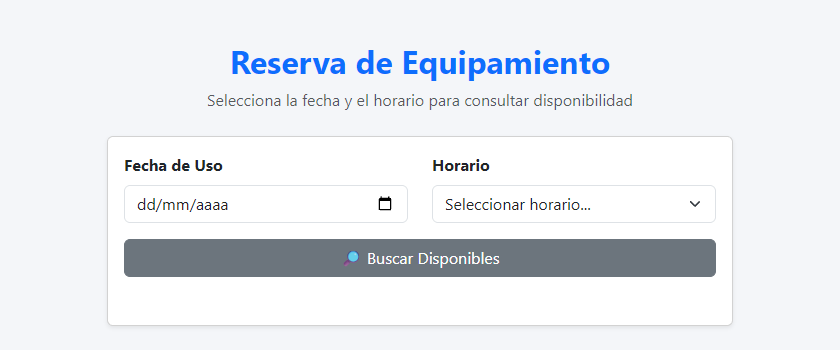 Reserva de Equipamiento
Selecciona la fecha y el horario para consultar disponibilidad
Fecha de Uso
Horario
dd/mm/aaaa
Seleccionar horario...
Buscar Disponibles